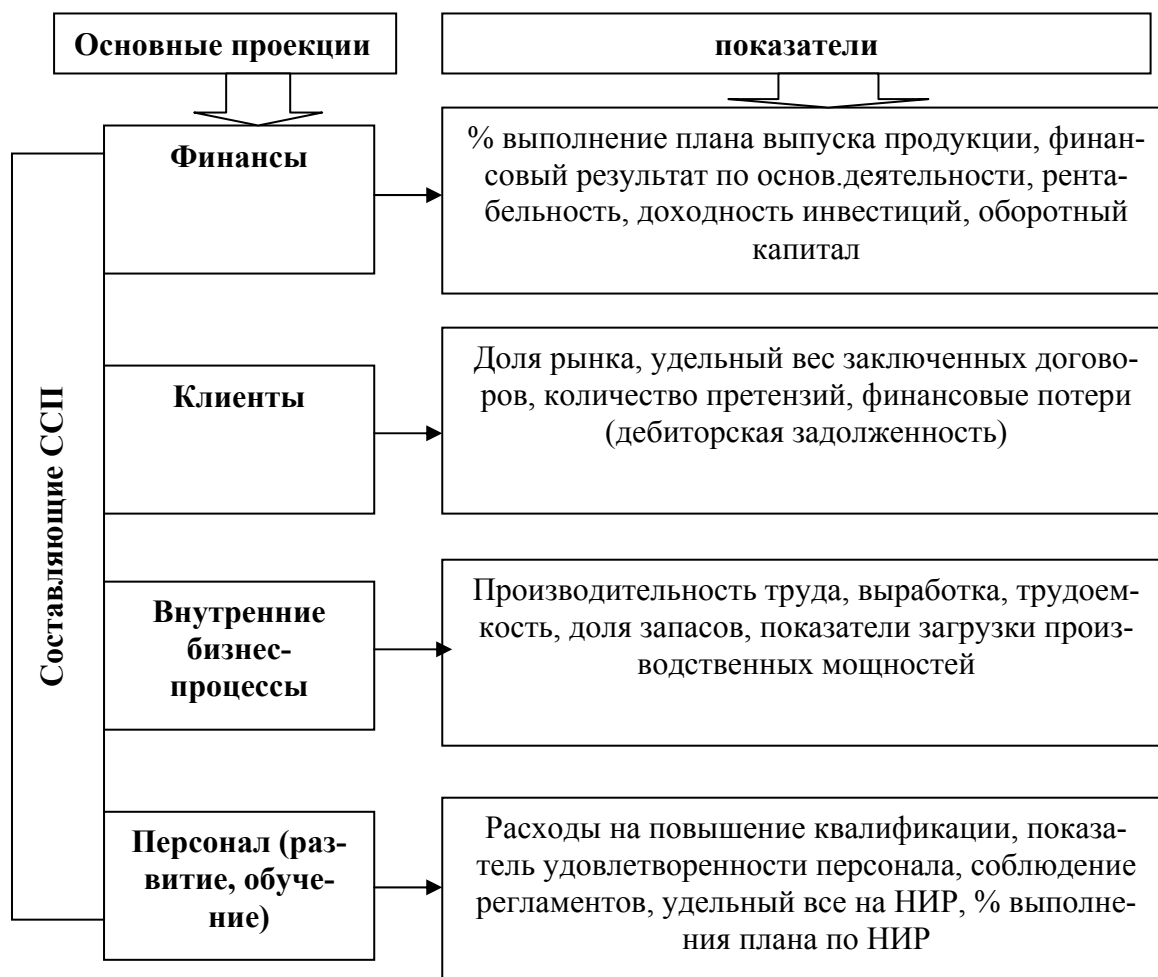 Основные проекции
показатели
Составляющие ССП
Финансы
% выполнение плана выпуска продукции, финан-
совый результат по основ.деятельности, рента-
бельность, доходность инвестиций, оборотный
капитал
Клиенты
Доля рынка, удельный вес заключенных догово-
ров, количество претензий, финансовые потери
(дебиторская задолженность)
Внутренние
бизнес-
процессы
Производительность труда, выработка, трудоем-
кость, доля запасов, показатели загрузки произ-
водственных мощностей
Персонал (раз-
витие, обуче-
ние)
Расходы на повышение квалификации, показа-
тель удовлетворенности персонала, соблюдение
регламентов, удельный все на НИР, % выполне-
ния плана по НИР